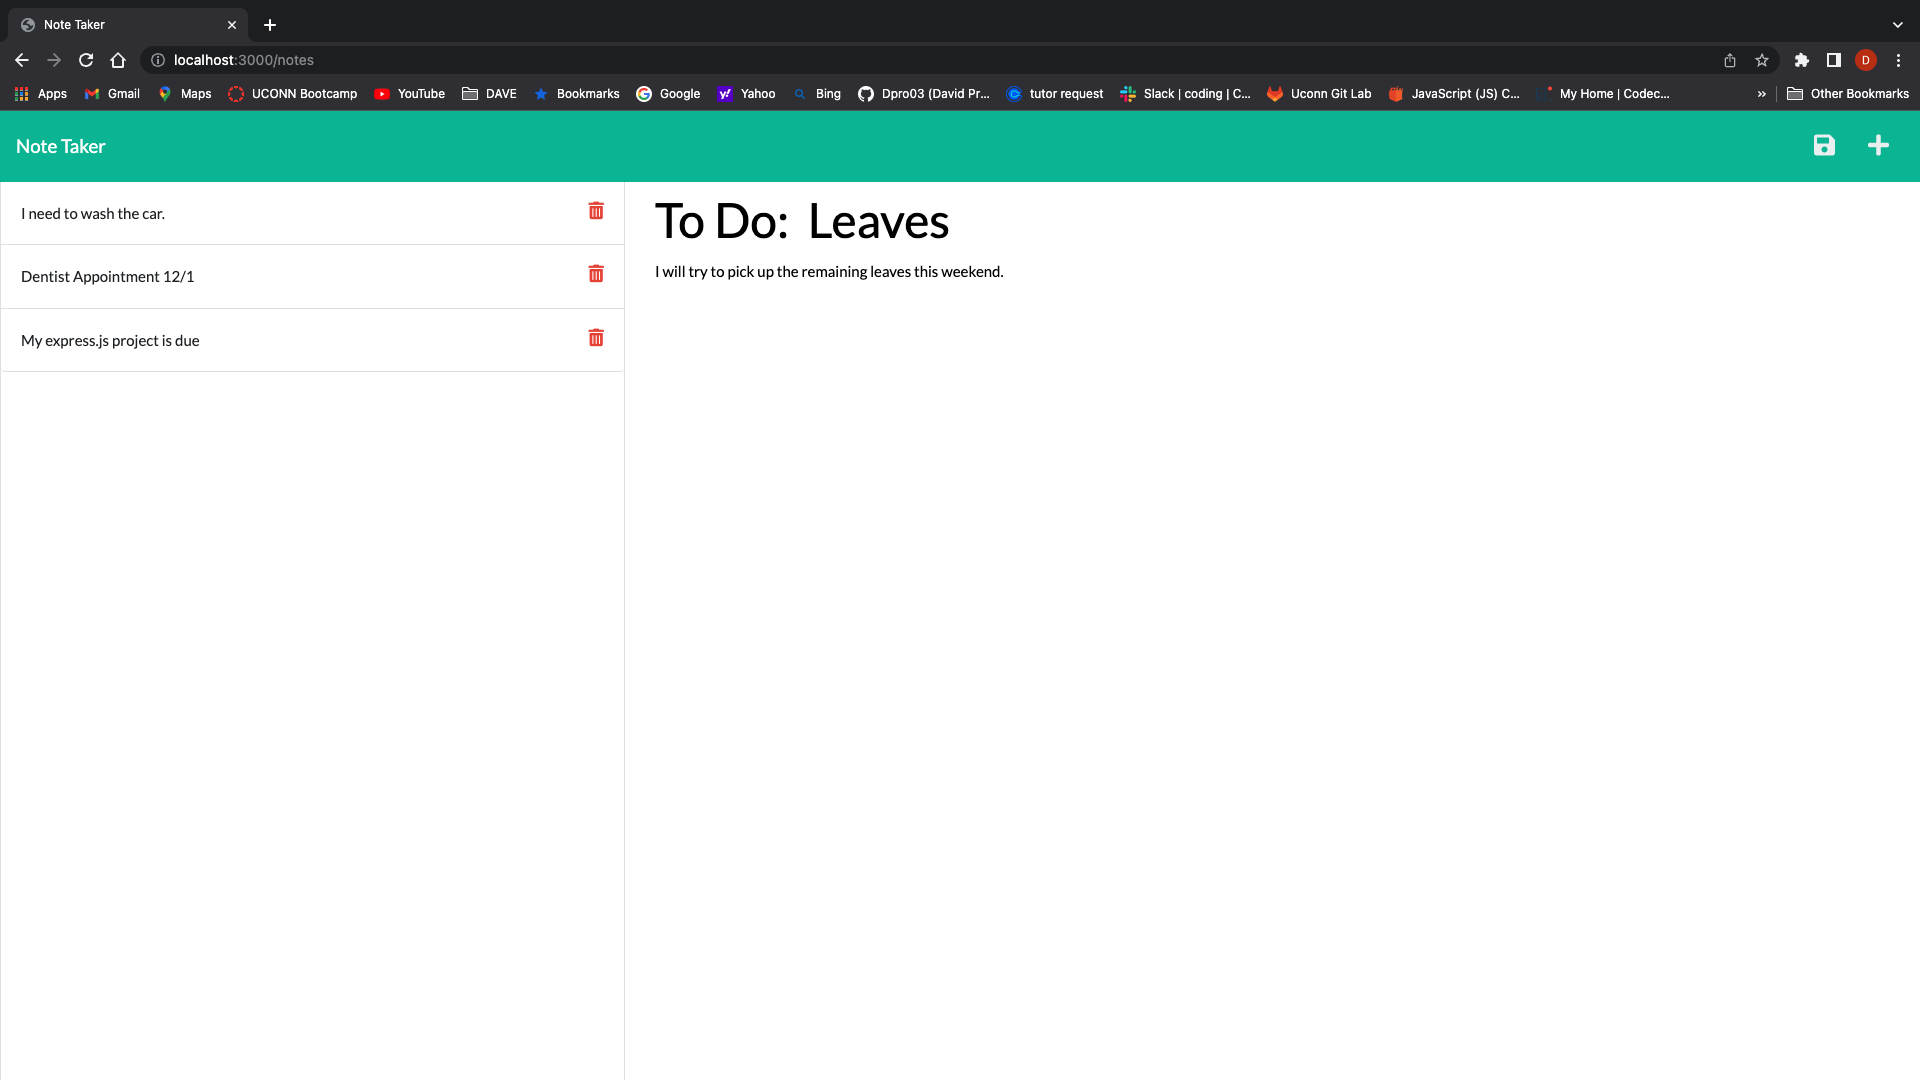 Note Taker
localhost:3000/notes
D
Apps Gmail Maps UCONN Bootcamp YouTube DAVE Bookmarks Google Yahoo Bing Dpro03 (David Pr... tutor request Slack | coding | C... Uconn Git Lab JavaScript (JS) C... My Home | Codec... » Other Bookmarks
Note Taker
I need to wash the car.
Dentist Appointment 12/1
My express.js project is due
To Do:  Leaves
I will try to pick up the remaining leaves this weekend.